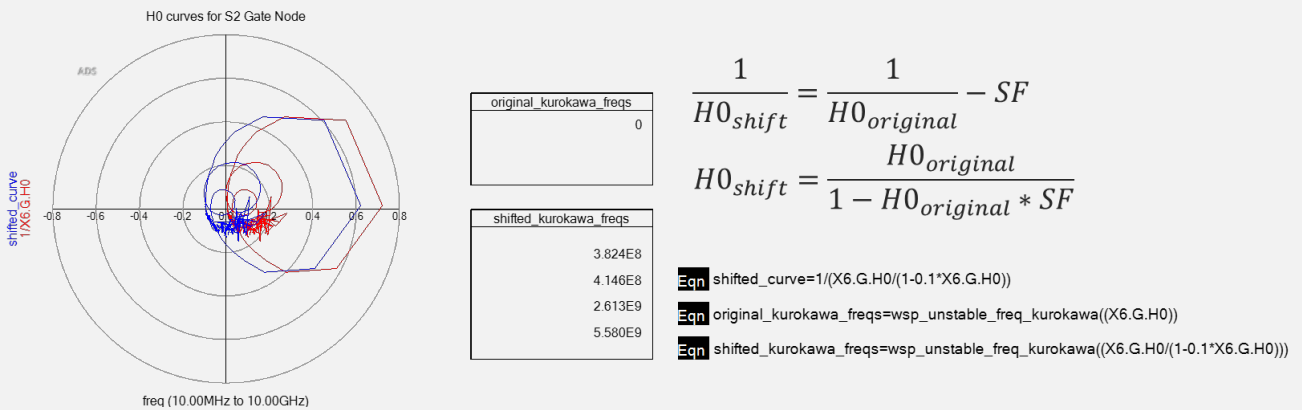 H0 curves for S2 Gate Node
ADS
shifted_curve
1/X6.G.H0
-0.8 -0.6 -0.4 -0.2 0.0 0.2 0.4 0.6 0.8
freq (10.00MHz to 10.00GHz)
original_kurokawa_freqs
0
shifted_kurokawa_freqs
3.824E8
4.146E8
2.613E9
5.580E9
1/H0_shift = 1/H0_original − SF
H0_shift = H0_original/(1 − H0_original * SF)
Eqn shifted_curve=1/(X6.G.H0/(1-0.1*X6.G.H0))
Eqn original_kurokawa_freqs=wsp_unstable_freq_kurokawa((X6.G.H0))
Eqn shifted_kurokawa_freqs=wsp_unstable_freq_kurokawa((X6.G.H0/(1-0.1*X6.G.H0)))